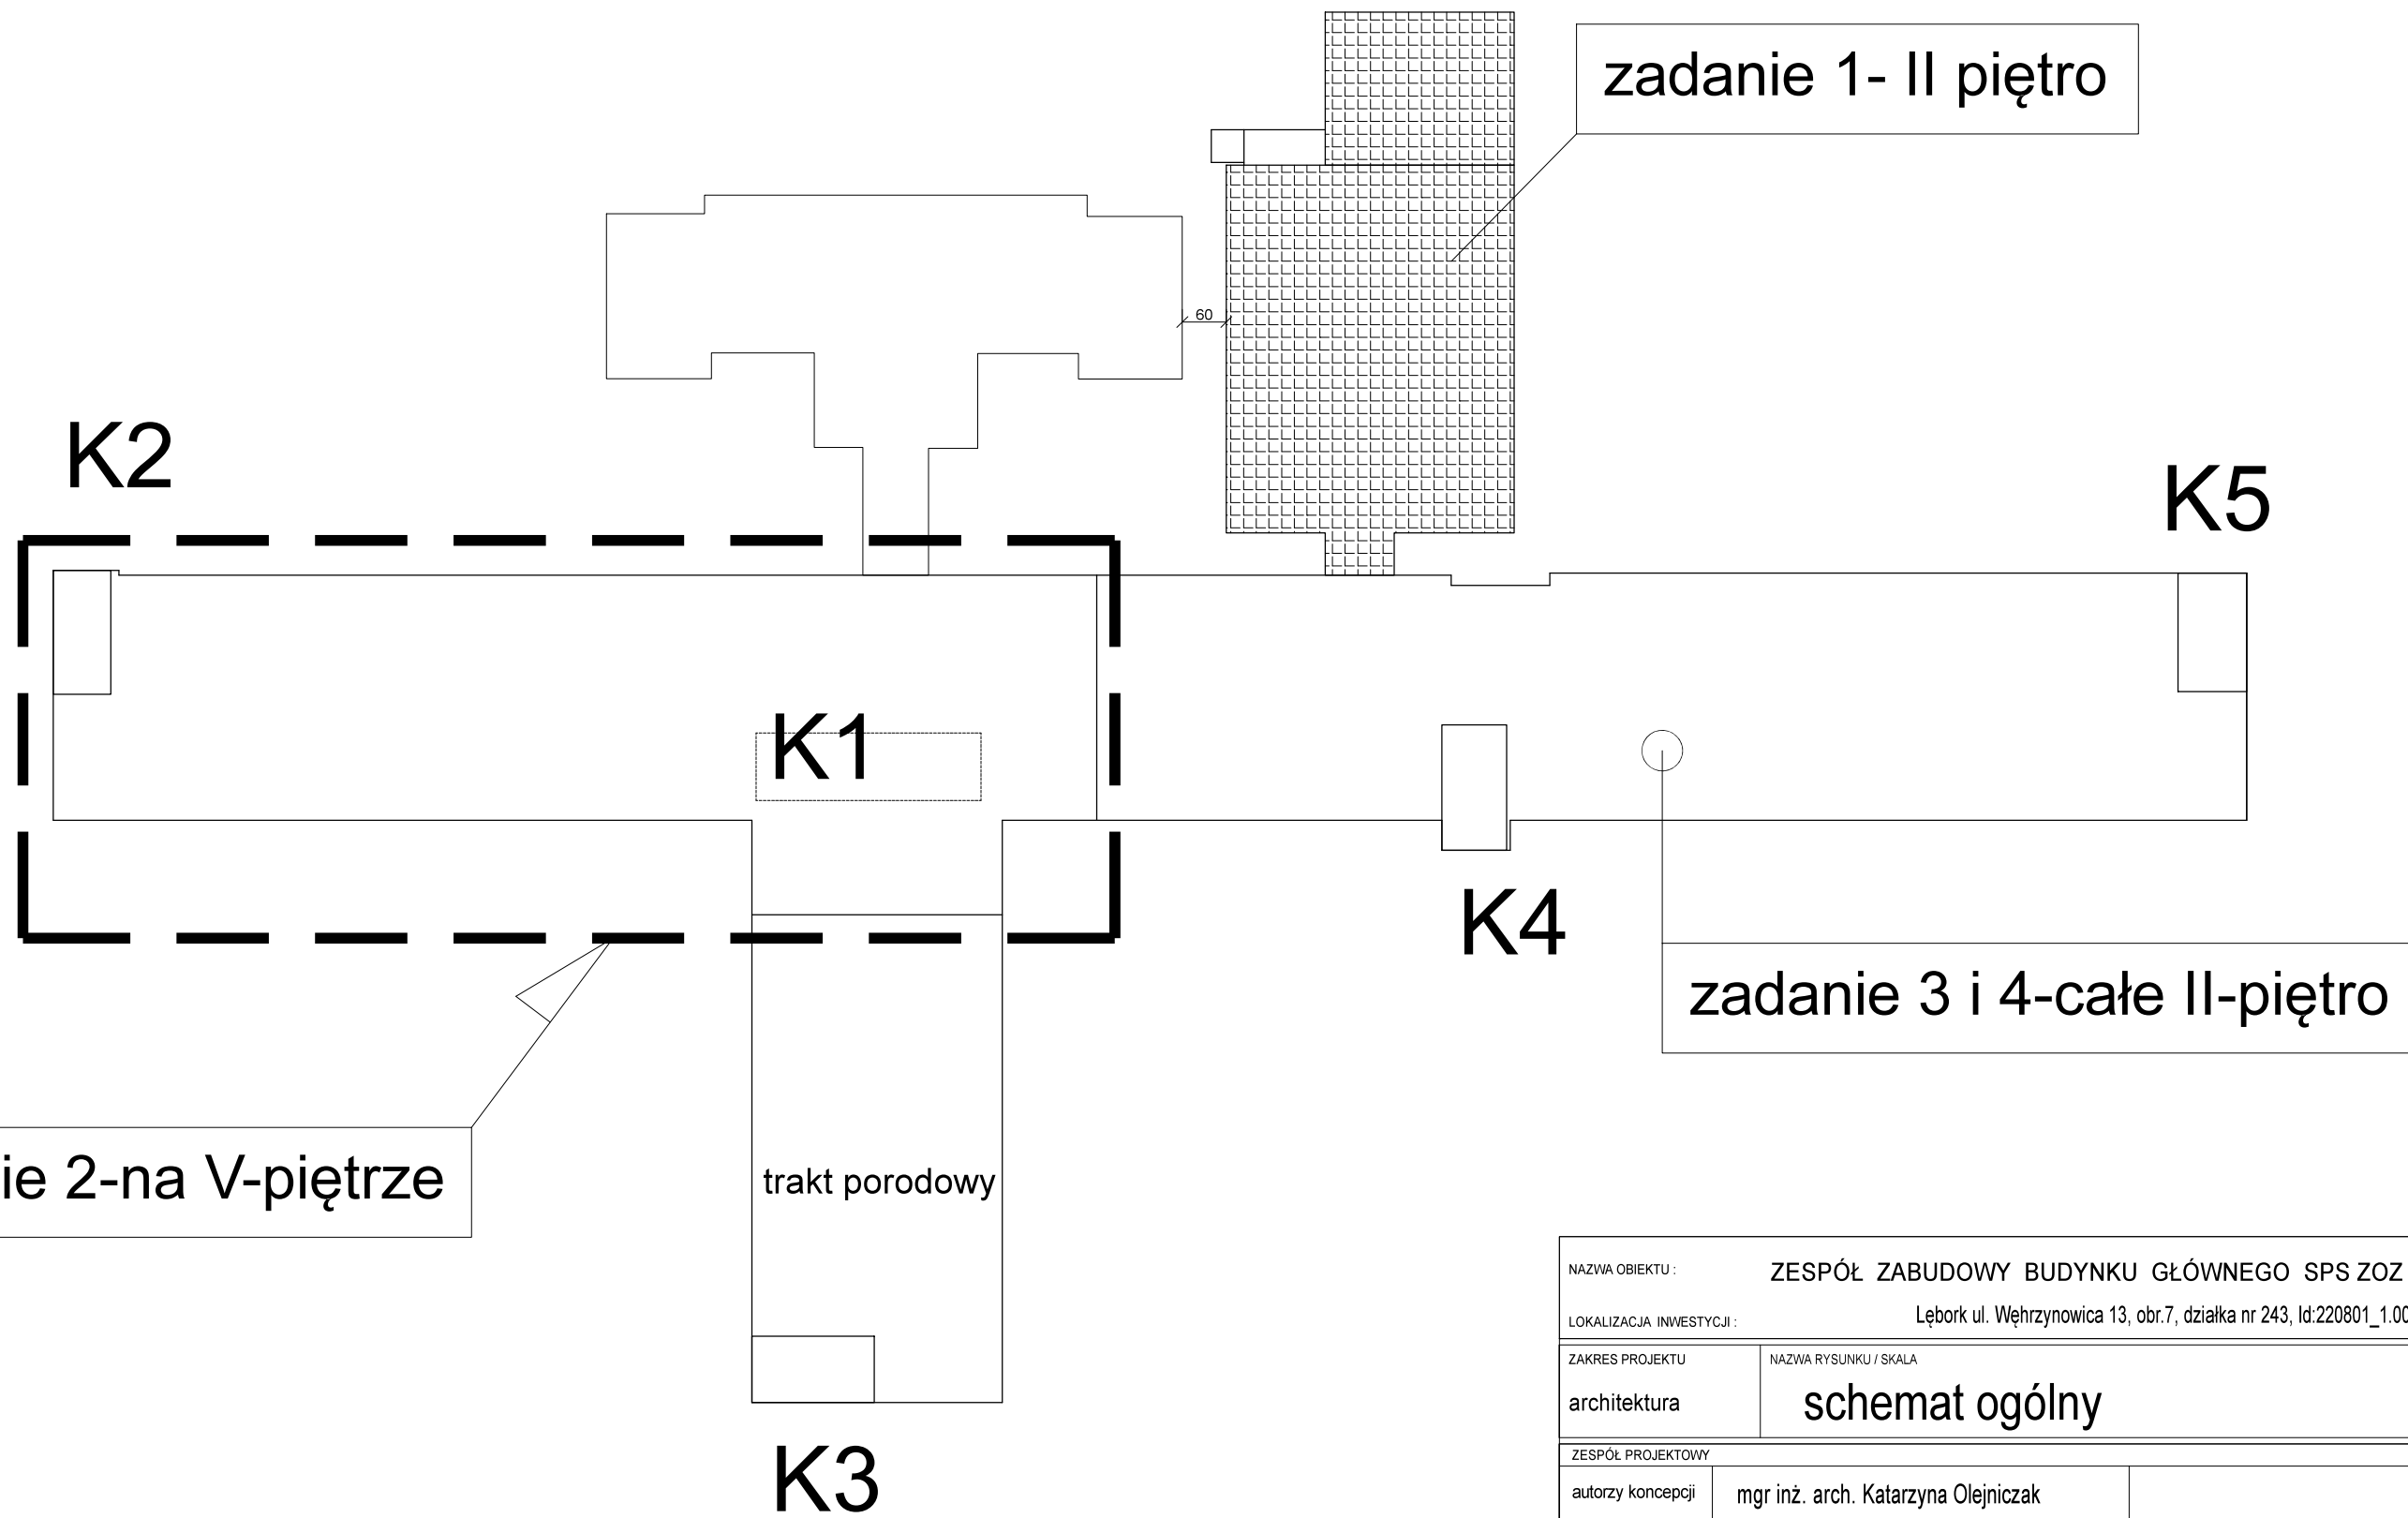 zadanie 1- II piętro
60
K2
K5
K1
K4
zadanie 3 i 4-całe II-piętro
ie 2-na V-piętrze
trakt porodowy
K3
NAZWA OBIEKTU : ZESPÓŁ ZABUDOWY BUDYNKU GŁÓWNEGO SPS ZOZ
LOKALIZACJA INWESTYCJI : Lębork ul. Węhrzynowica 13, obr.7, działka nr 243, Id:220801_1.00
ZAKRES PROJEKTU
architektura
NAZWA RYSUNKU / SKALA
schemat ogólny
ZESPÓŁ PROJEKTOWY
autorzy koncepcji mgr inż. arch. Katarzyna Olejniczak